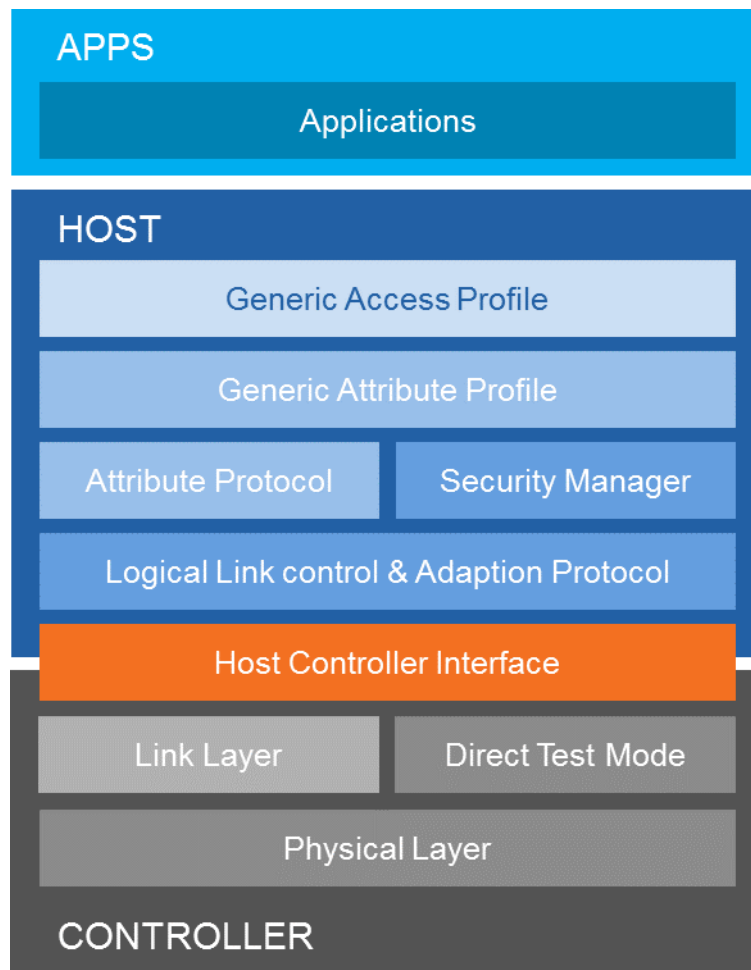 APPS
Applications
HOST
Generic Access Profile
Generic Attribute Profile
Attribute Protocol
Security Manager
Logical Link control & Adaption Protocol
Host Controller Interface
Link Layer
Direct Test Mode
Physical Layer
CONTROLLER